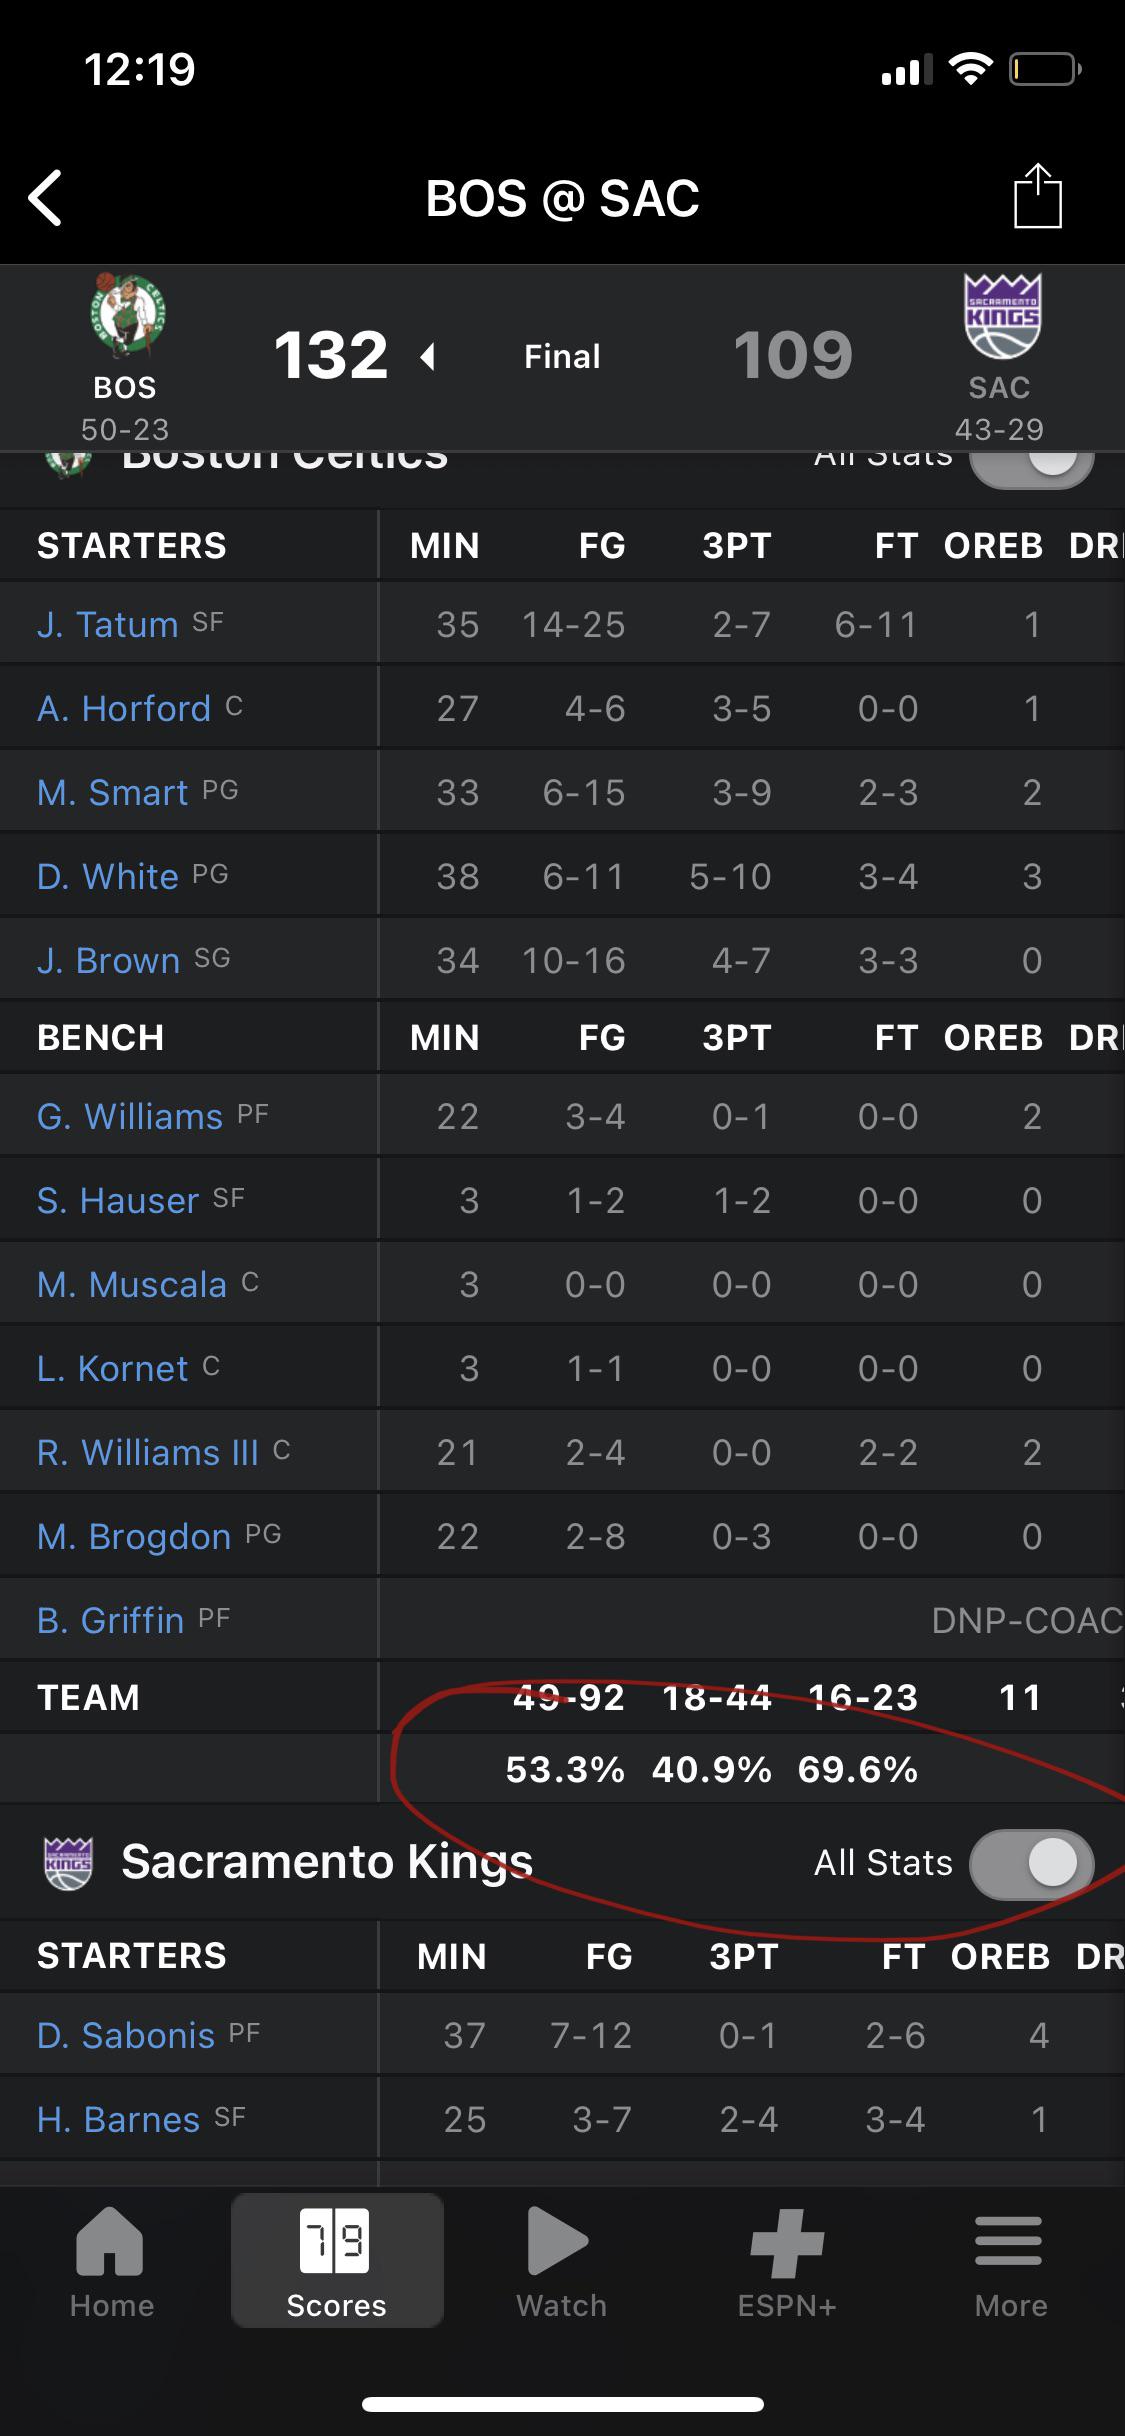 12:19
BOS @ SAC
BOS 132 Final 109 SAC
50-23 43-29
Boston Celtics All Stats
STARTERS MIN FG 3PT FT OREB DR
J. Tatum SF 35 14-25 2-7 6-11 1
A. Horford C 27 4-6 3-5 0-0 1
M. Smart PG 33 6-15 3-9 2-3 2
D. White PG 38 6-11 5-10 3-4 3
J. Brown SG 34 10-16 4-7 3-3 0
BENCH MIN FG 3PT FT OREB DR
G. Williams PF 22 3-4 0-1 0-0 2
S. Hauser SF 3 1-2 1-2 0-0 0
M. Muscala C 3 0-0 0-0 0-0 0
L. Kornet C 3 1-1 0-0 0-0 0
R. Williams III C 21 2-4 0-0 2-2 2
M. Brogdon PG 22 2-8 0-3 0-0 0
B. Griffin PF DNP-COAC
TEAM 49-92 18-44 16-23 11
53.3% 40.9% 69.6%
Sacramento Kings All Stats
STARTERS MIN FG 3PT FT OREB DR
D. Sabonis PF 37 7-12 0-1 2-6 4
H. Barnes SF 25 3-7 2-4 3-4 1
Home Scores Watch ESPN+ More